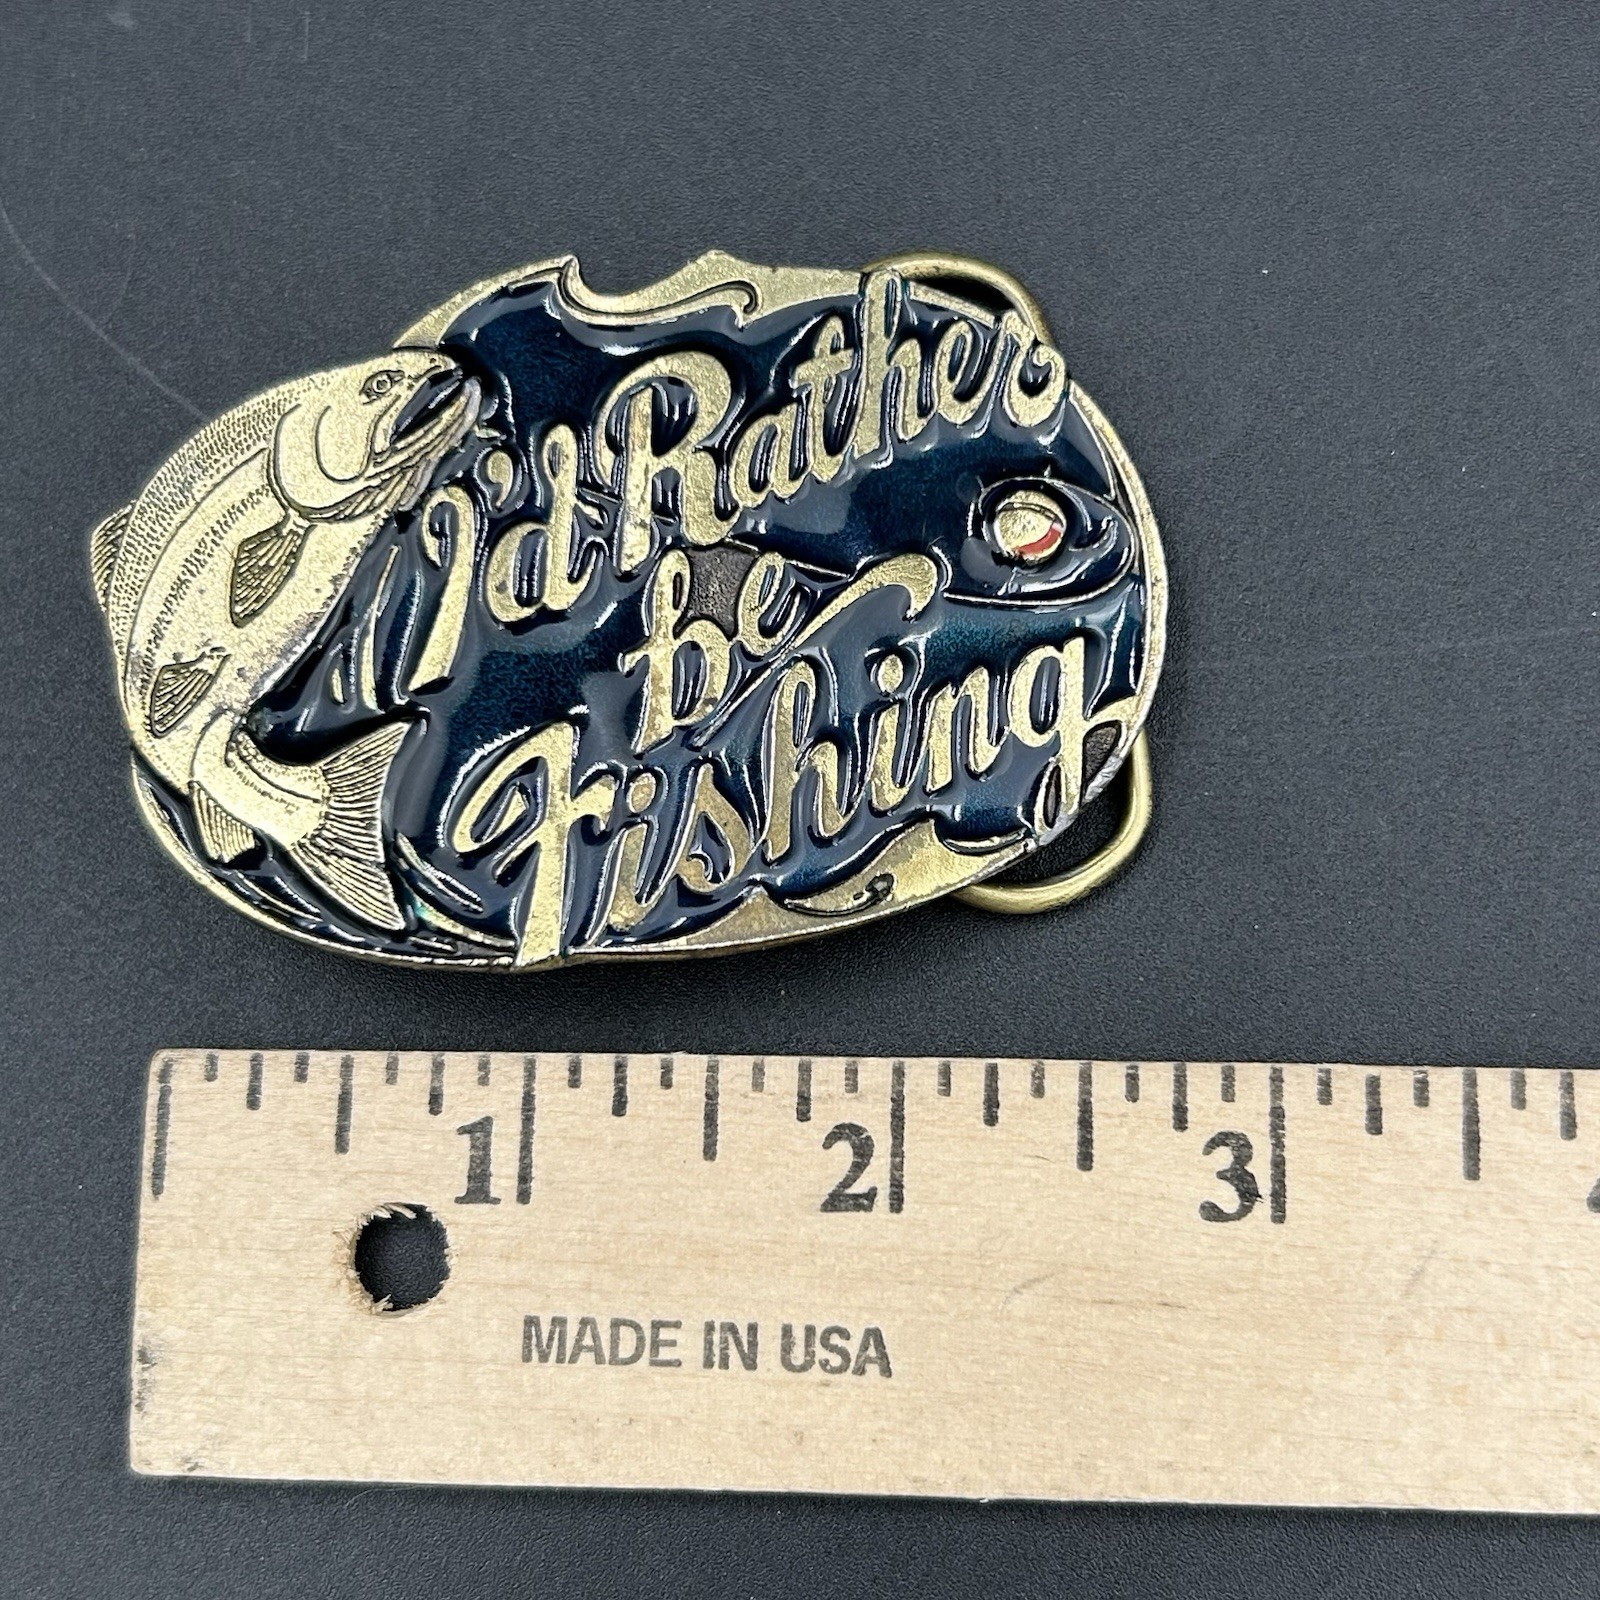 I'd Rather
be
Fishing
1 2 3
MADE IN USA